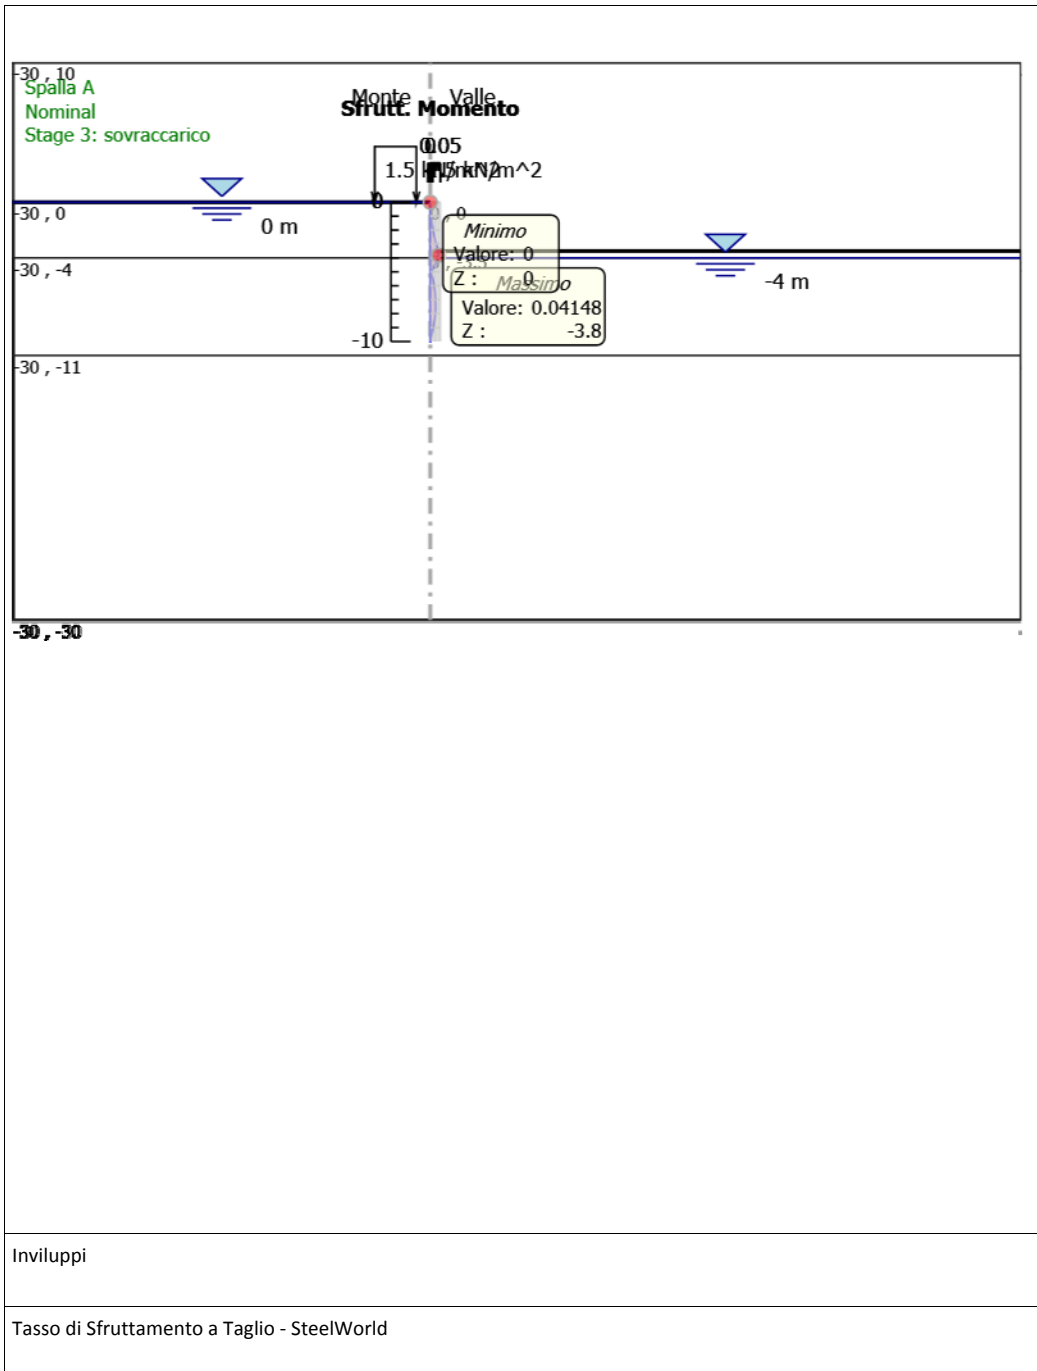 -30 , 10
Spalla A
Nominal
Stage 3: sovraccarico
Monte
Valle
Sfrutt. Momento
0.05
1.5
/m^2
0
-30 , 0
0 m
, 0
Minimo
Valore: 0
Z : 0
-30 , -4
-4 m
Massimo
Valore: 0.04148
Z : -3.8
-10
-30 , -11
-30 , -30
Inviluppi
Tasso di Sfruttamento a Taglio - SteelWorld